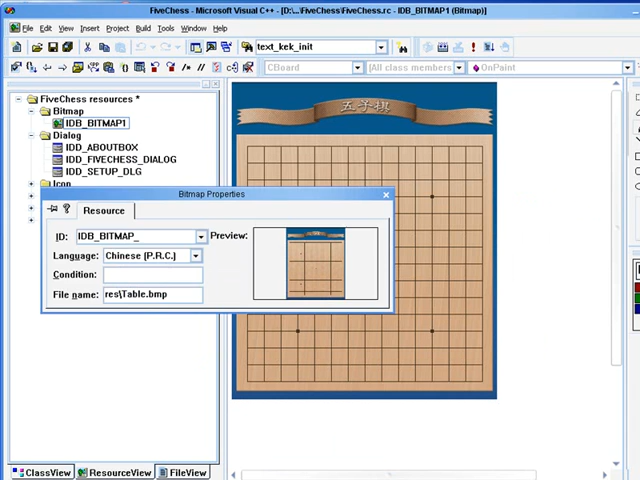 FiveChess - Microsoft Visual C++ - [D:\...\FiveChess\FiveChess.rc - IDB_BITMAP1 (Bitmap)]
File Edit View Insert Project Build Tools Window Help
text_kek_init
CBoard [All class members] OnPaint
FiveChess resources *
Bitmap
IDB_BITMAP1
Dialog
IDD_ABOUTBOX
IDD_FIVECHESS_DIALOG
IDD_SETUP_DLG
Icon
五子棋
Bitmap Properties
Resource
ID: IDB_BITMAP_ Preview:
Language: Chinese [P.R.C.]
Condition:
File name: res\Table.bmp
ClassView ResourceView FileView